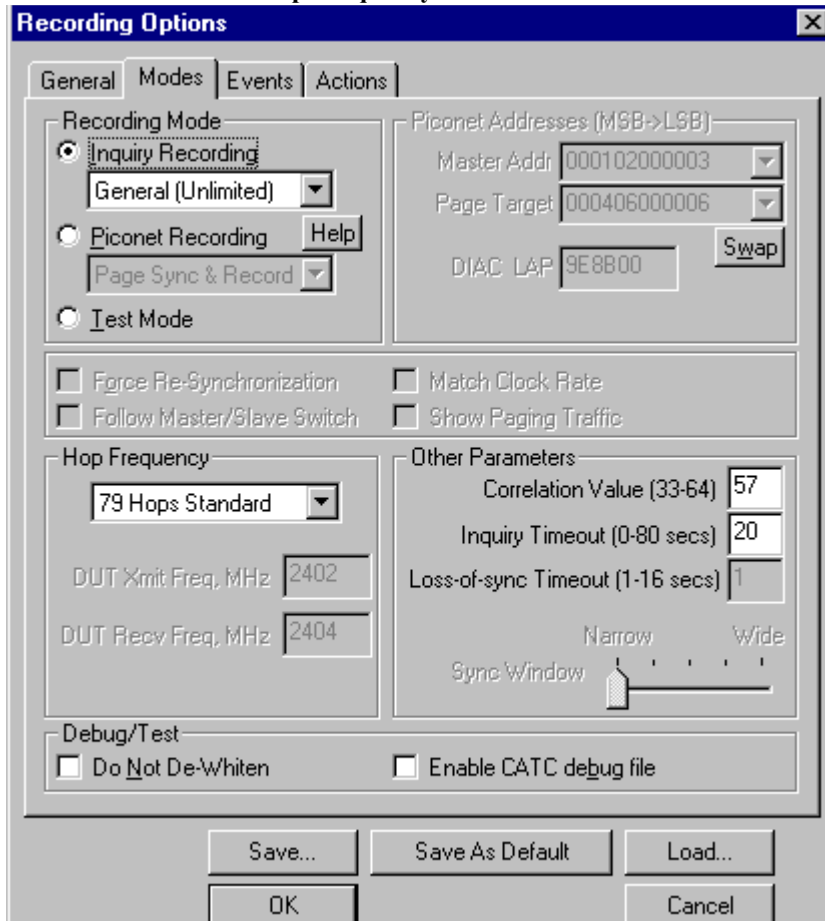 Recording Options
General Modes Events Actions
Recording Mode
Inquiry Recording
General (Unlimited)
Piconet Recording Help
Page Sync & Record
Test Mode
Piconet Addresses (MSB->LSB)
Master Addr 000102000003
Page Target 000406000006
Swap
DIAC LAP 9E8B00
Force Re-Synchronization
Match Clock Rate
Follow Master/Slave Switch
Show Paging Traffic
Hop Frequency
79 Hops Standard
DUT Xmit Freq, MHz 2402
DUT Recv Freq, MHz 2404
Other Parameters
Correlation Value (33-64) 57
Inquiry Timeout (0-80 secs) 20
Loss-of-sync Timeout (1-16 secs) 1
Narrow Wide
Sync Window
Debug/Test
Do Not De-Whiten
Enable CATC debug file
Save... Save As Default Load...
OK Cancel